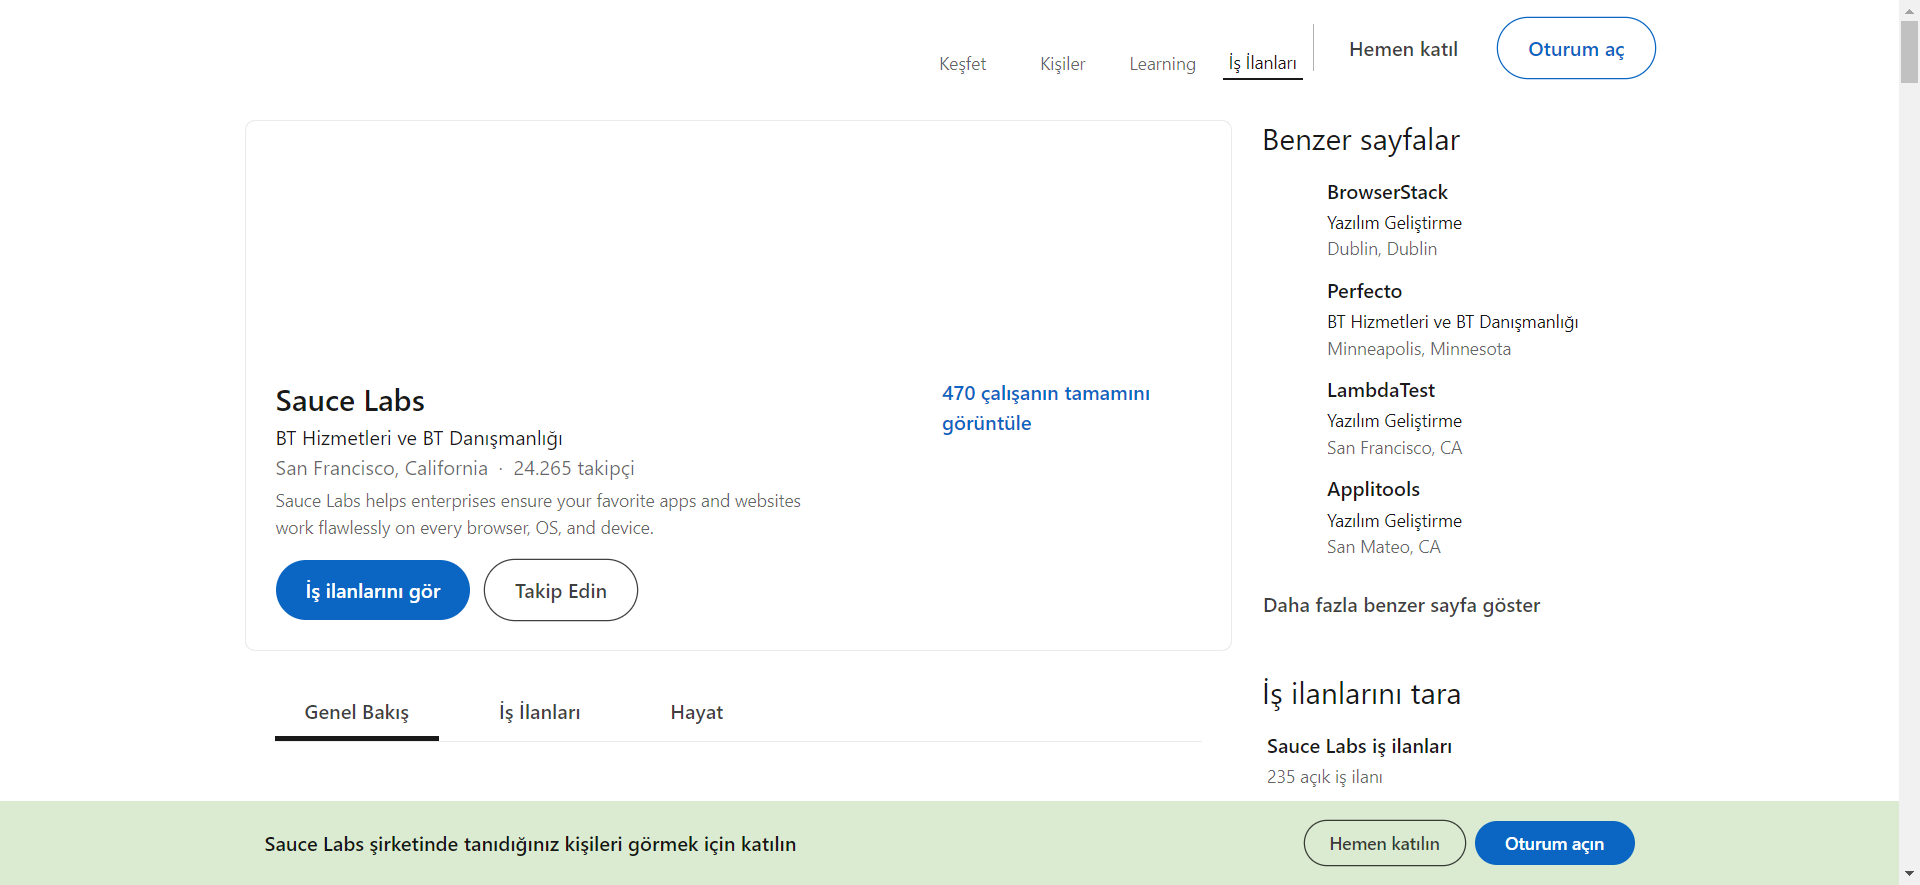 Keşfet
Kişiler
Learning
İş İlanları
Hemen katıl
Oturum aç
Sauce Labs
BT Hizmetleri ve BT Danışmanlığı
San Francisco, California · 24.265 takipçi
Sauce Labs helps enterprises ensure your favorite apps and websites
work flawlessly on every browser, OS, and device.
470 çalışanın tamamını
görüntüle
İş ilanlarını gör
Takip Edin
Genel Bakış
İş İlanları
Hayat
Benzer sayfalar
BrowserStack
Yazılım Geliştirme
Dublin, Dublin
Perfecto
BT Hizmetleri ve BT Danışmanlığı
Minneapolis, Minnesota
LambdaTest
Yazılım Geliştirme
San Francisco, CA
Applitools
Yazılım Geliştirme
San Mateo, CA
Daha fazla benzer sayfa göster
İş ilanlarını tara
Sauce Labs iş ilanları
235 açık iş ilanı
Sauce Labs şirketinde tanıdığınız kişileri görmek için katılın
Hemen katılın
Oturum açın